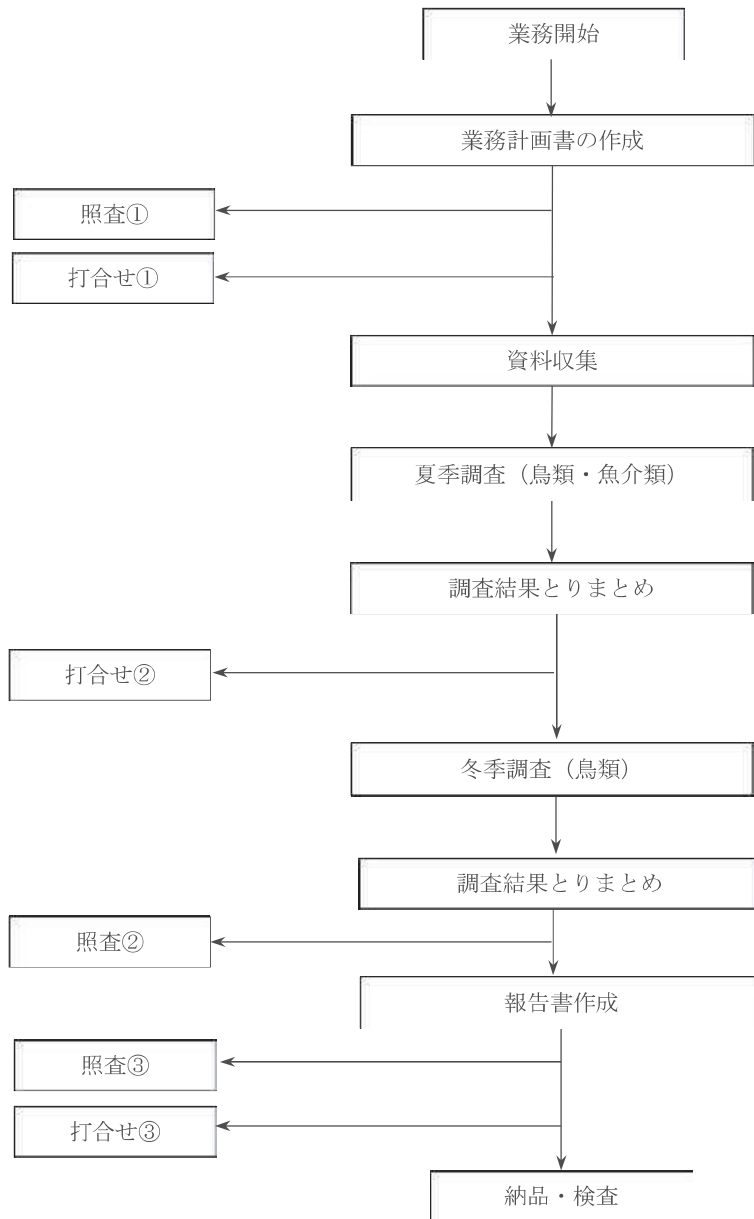 業務開始
業務計画書の作成
照査①
打合せ①
資料収集
夏季調査（鳥類・魚介類）
調査結果とりまとめ
打合せ②
冬季調査（鳥類）
調査結果とりまとめ
照査②
報告書作成
照査③
打合せ③
納品・検査